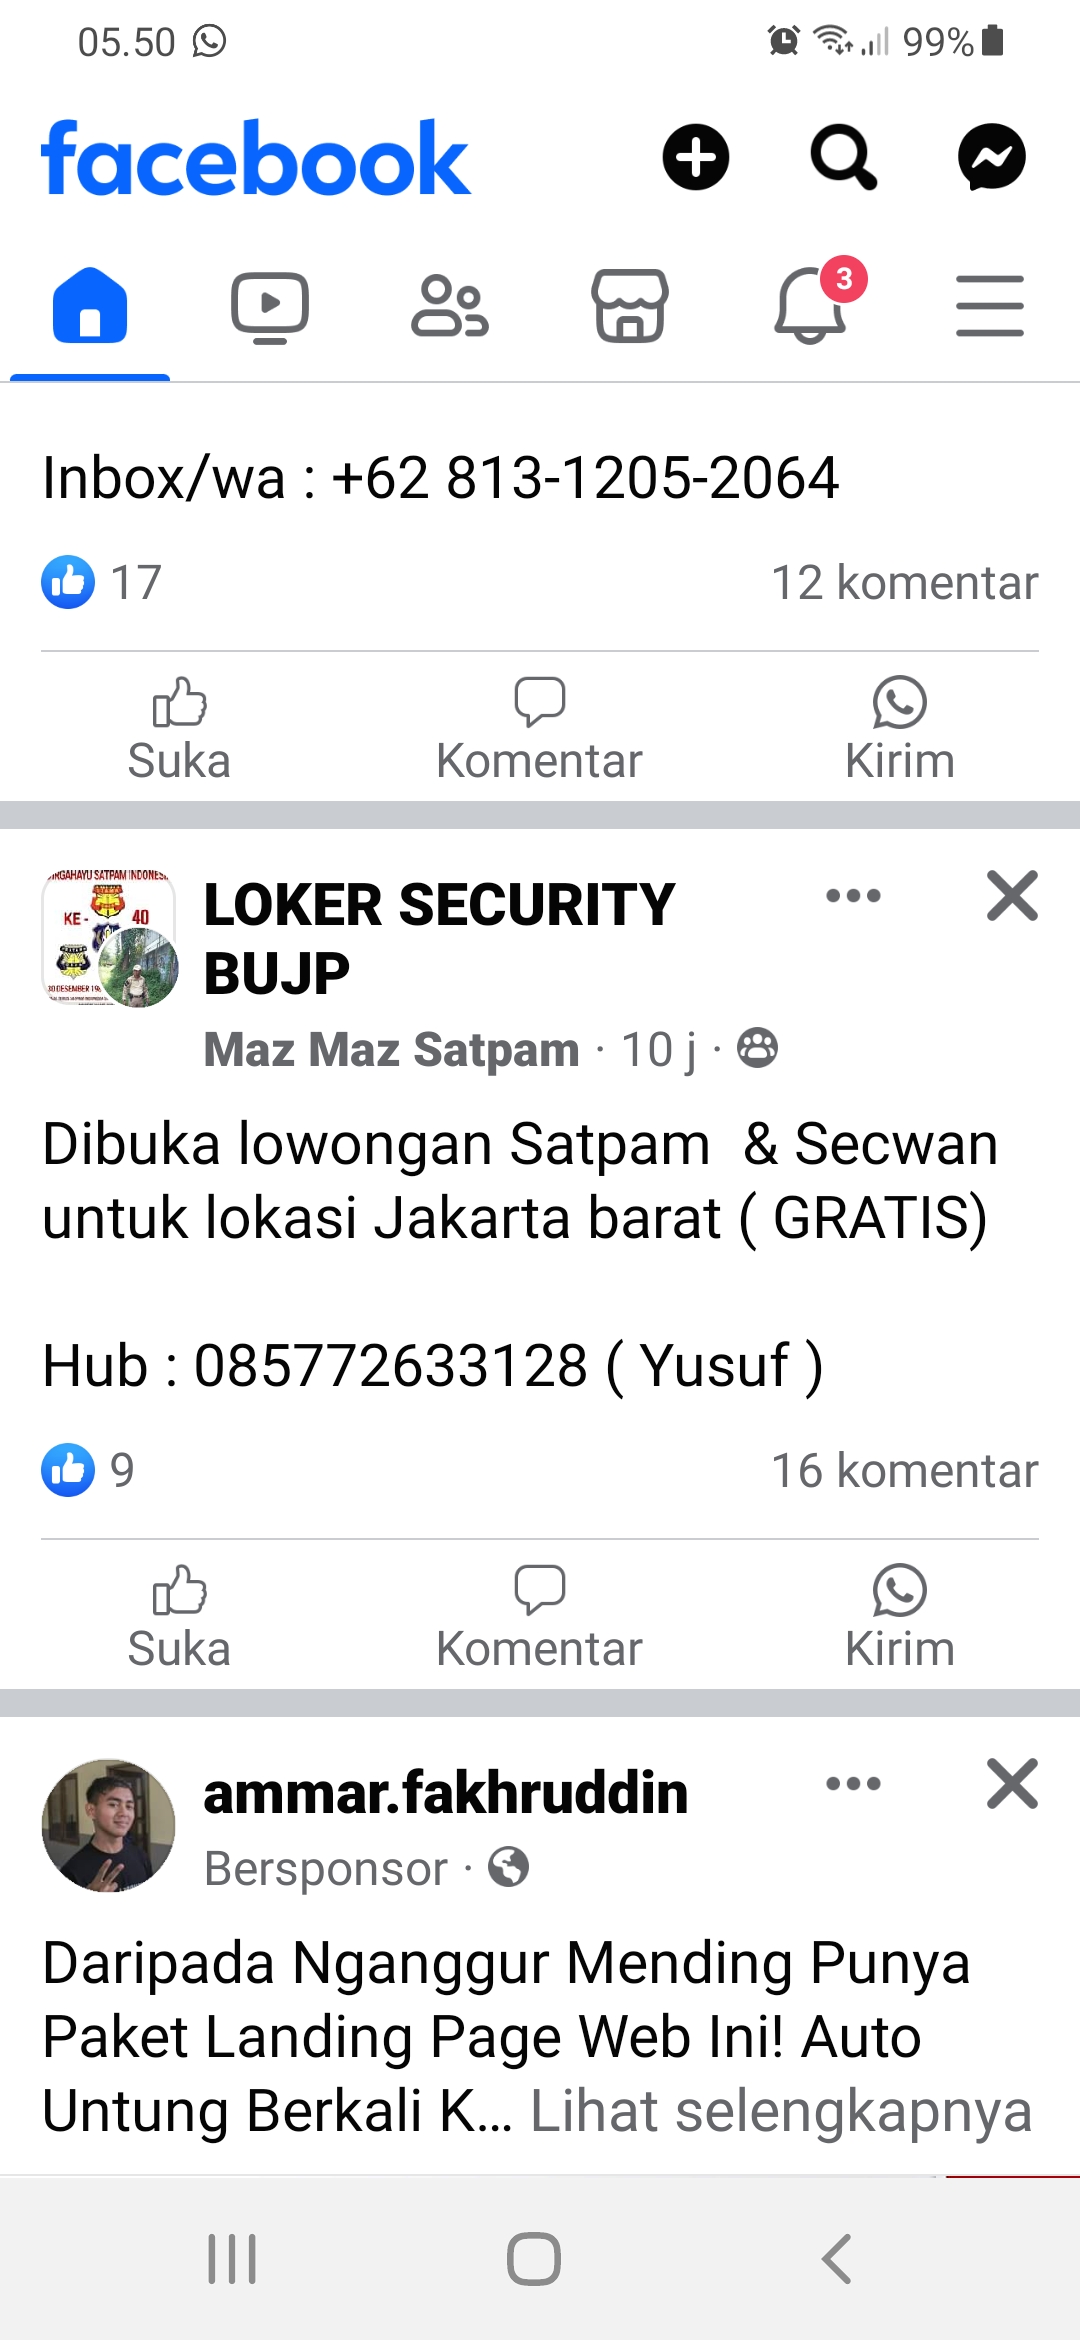 05.50
99%
facebook
3
Inbox/wa : +62 813-1205-2064
17
12 komentar
Suka
Komentar
Kirim
KE - 40
LOKER SECURITY
BUJP
Maz Maz Satpam · 10 j ·
Dibuka lowongan Satpam  & Secwan
untuk lokasi Jakarta barat ( GRATIS)
Hub : 085772633128 ( Yusuf )
9
16 komentar
Suka
Komentar
Kirim
ammar.fakhruddin
Bersponsor ·
Daripada Nganggur Mending Punya
Paket Landing Page Web Ini! Auto
Untung Berkali K... Lihat selengkapnya